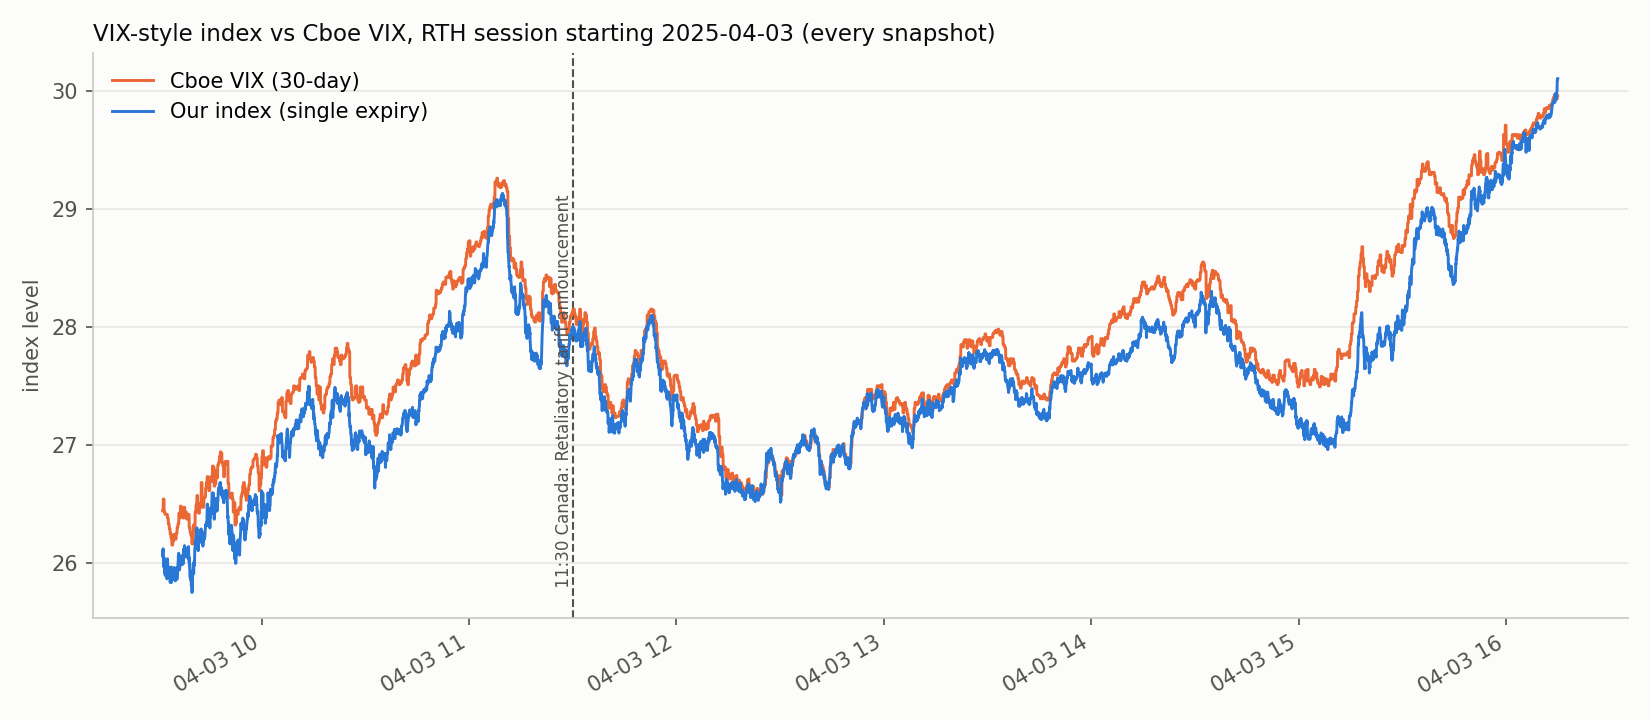 VIX-style index vs Cboe VIX, RTH session starting 2025-04-03 (every snapshot)
Cboe VIX (30-day)
Our index (single expiry)
index level
30
29
28
27
26
11:30 Canada: Retaliatory tariff announcement
04-03 10
04-03 11
04-03 12
04-03 13
04-03 14
04-03 15
04-03 16